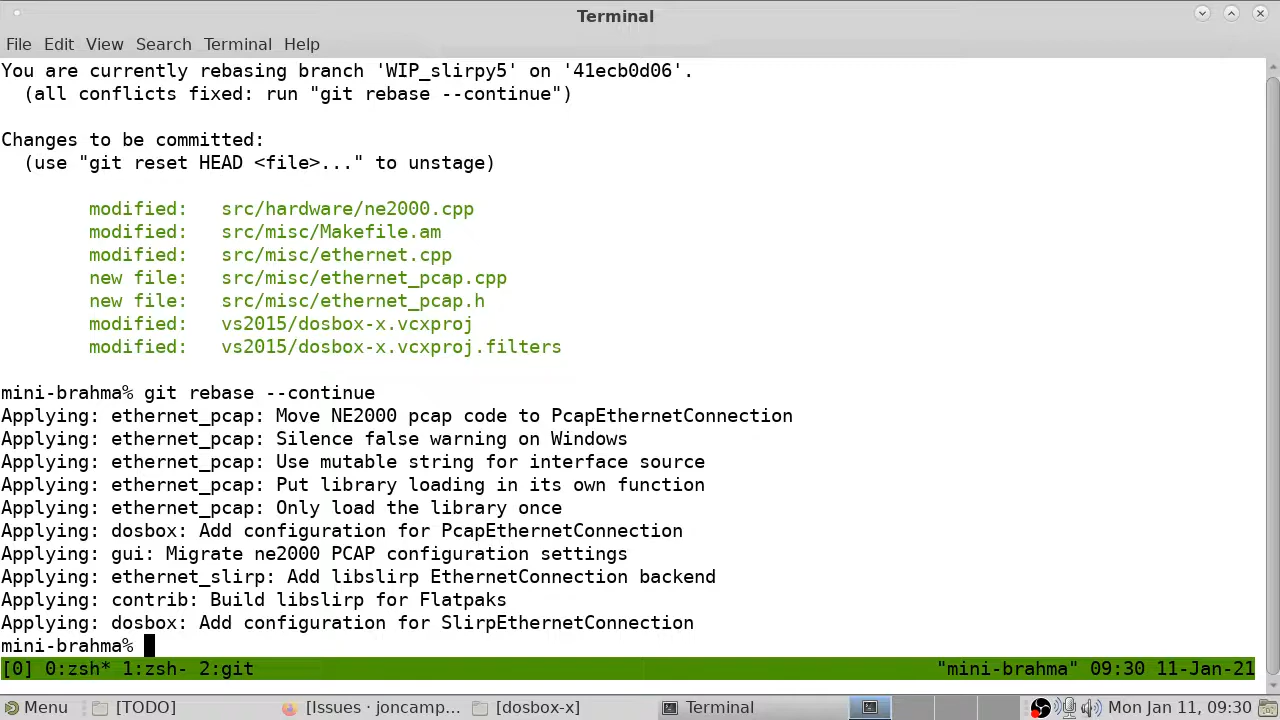 Terminal
File Edit View Search Terminal Help
You are currently rebasing branch 'WIP_slirpy5' on '41ecb0d06'.
  (all conflicts fixed: run "git rebase --continue")
Changes to be committed:
  (use "git reset HEAD <file>..." to unstage)
        modified:   src/hardware/ne2000.cpp
        modified:   src/misc/Makefile.am
        modified:   src/misc/ethernet.cpp
        new file:   src/misc/ethernet_pcap.cpp
        new file:   src/misc/ethernet_pcap.h
        modified:   vs2015/dosbox-x.vcxproj
        modified:   vs2015/dosbox-x.vcxproj.filters
mini-brahma% git rebase --continue
Applying: ethernet_pcap: Move NE2000 pcap code to PcapEthernetConnection
Applying: ethernet_pcap: Silence false warning on Windows
Applying: ethernet_pcap: Use mutable string for interface source
Applying: ethernet_pcap: Put library loading in its own function
Applying: ethernet_pcap: Only load the library once
Applying: dosbox: Add configuration for PcapEthernetConnection
Applying: gui: Migrate ne2000 PCAP configuration settings
Applying: ethernet_slirp: Add libslirp EthernetConnection backend
Applying: contrib: Build libslirp for Flatpaks
Applying: dosbox: Add configuration for SlirpEthernetConnection
mini-brahma%
[0] 0:zsh* 1:zsh- 2:git "mini-brahma" 09:30 11-Jan-21
Menu [TODO] [Issues · joncamp... [dosbox-x] Terminal Mon Jan 11, 09:30